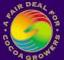 • A FAIR DEAL FOR •
COCOA GROWERS